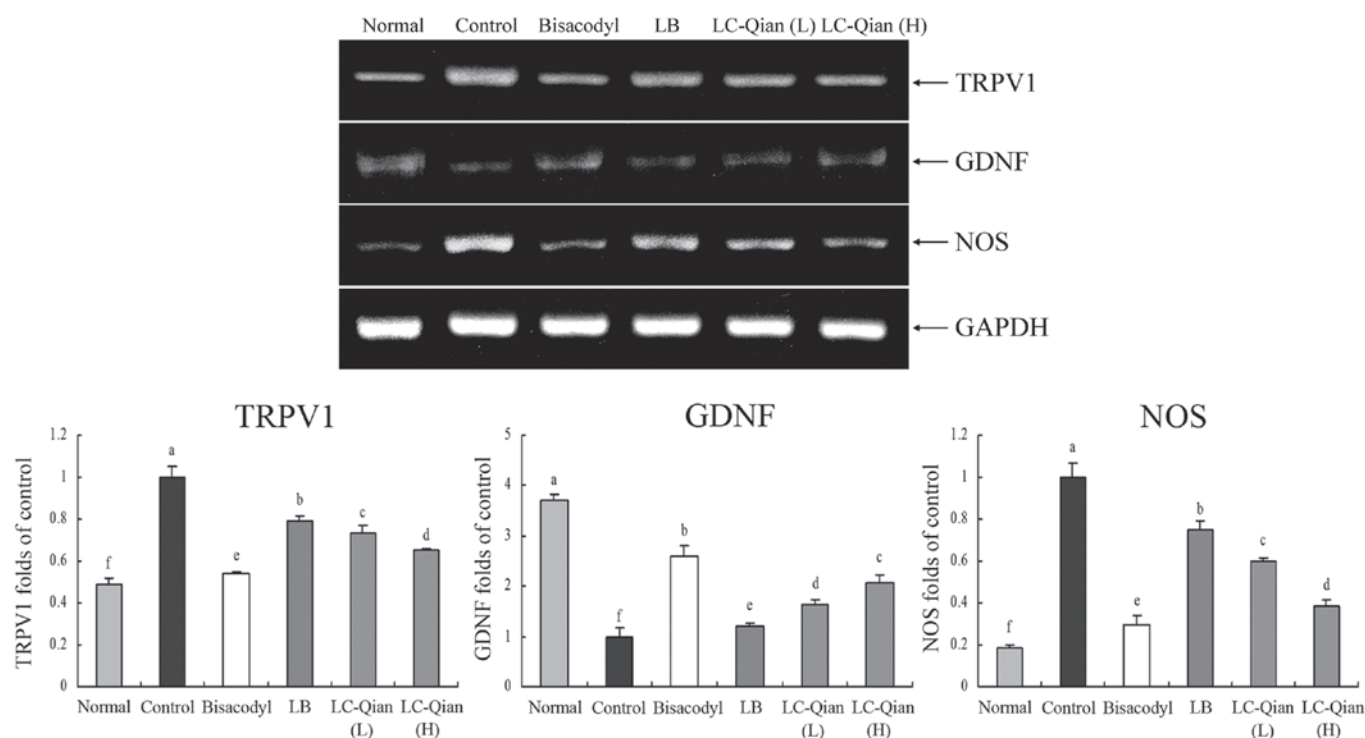 Normal Control Bisacodyl LB LC-Qian (L) LC-Qian (H)
TRPV1
GDNF
NOS
GAPDH
TRPV1
TRPV1 folds of control
1.2
1
0.8
0.6
0.4
0.2
0
f a e b c d
Normal Control Bisacodyl LB LC-Qian LC-Qian
(L) (H)
GDNF
GDNF folds of control
5
4
3
2
1
0
a f b e d c
Normal Control Bisacodyl LB LC-Qian LC-Qian
(L) (H)
NOS
NOS folds of control
1.2
1
0.8
0.6
0.4
0.2
0
f a e b c d
Normal Control Bisacodyl LB LC-Qian LC-Qian
(L) (H)